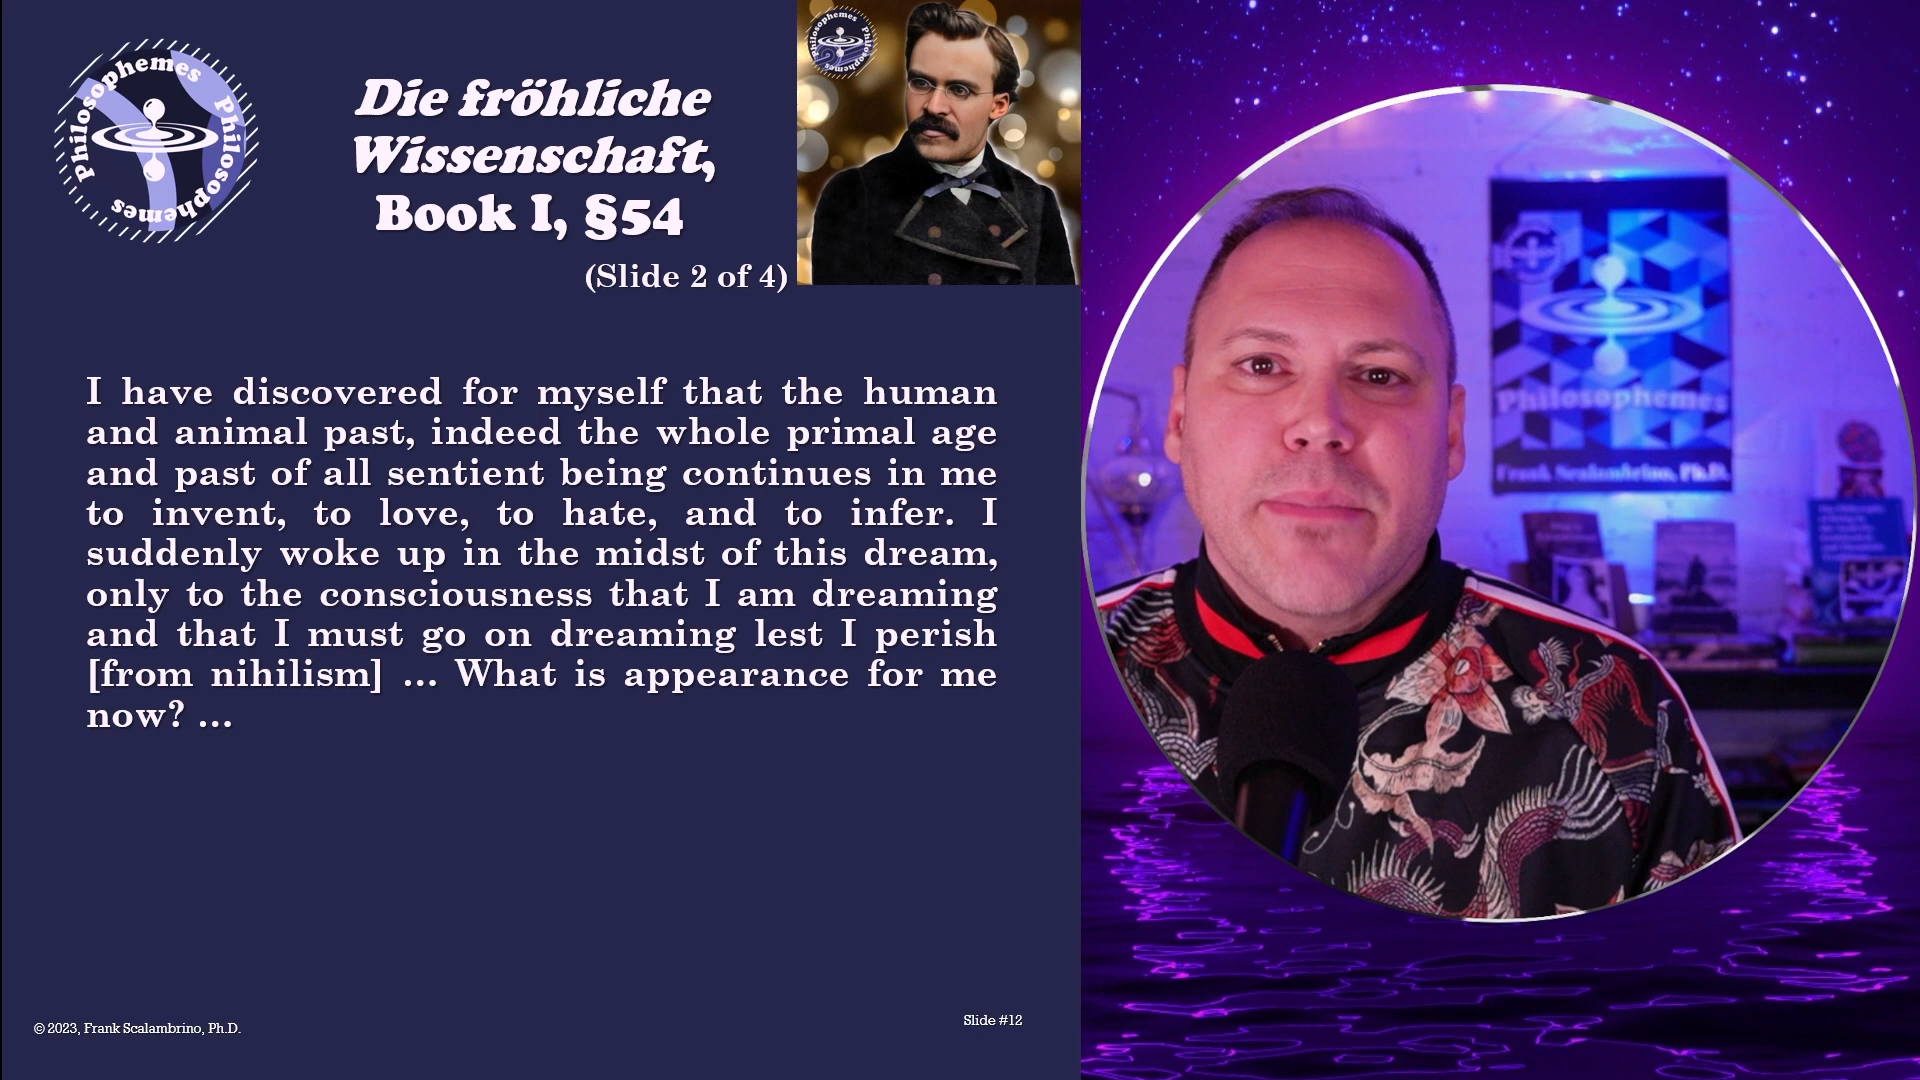 Philosophemes Philosophemes Philosophemes
Die fröhliche
Wissenschaft,
Book I, §54
(Slide 2 of 4)
Philosophemes Philosophemes Philosophemes
I have discovered for myself that the human
and animal past, indeed the whole primal age
and past of all sentient being continues in me
to invent, to love, to hate, and to infer. I
suddenly woke up in the midst of this dream,
only to the consciousness that I am dreaming
and that I must go on dreaming lest I perish
[from nihilism] … What is appearance for me
now? …
© 2023, Frank Scalambrino, Ph.D.
Slide #12
Philosophemes
Frank Scalambrino, Ph.D.